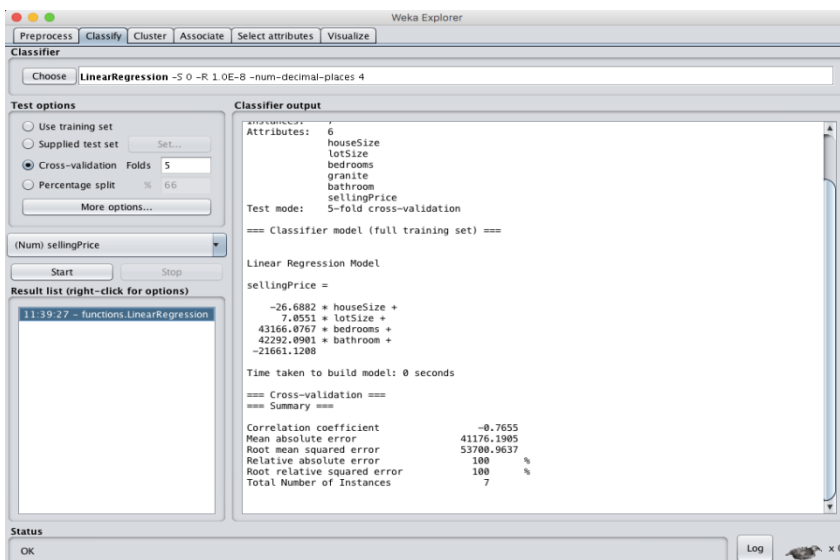 Weka Explorer
Preprocess Classify Cluster Associate Select attributes Visualize
Classifier
Choose LinearRegression -S 0 -R 1.0E-8 -num-decimal-places 4
Test options
Use training set
Supplied test set Set...
Cross-validation Folds 5
Percentage split % 66
More options...
(Num) sellingPrice
Start Stop
Result list (right-click for options)
11:39:27 - functions.LinearRegression
Classifier output
Instances: 7
Attributes: 6
houseSize
lotSize
bedrooms
granite
bathroom
sellingPrice
Test mode: 5-fold cross-validation
=== Classifier model (full training set) ===
Linear Regression Model
sellingPrice =
-26.6882 * houseSize +
7.0551 * lotSize +
43166.0767 * bedrooms +
42292.0901 * bathroom +
-21661.1208
Time taken to build model: 0 seconds
=== Cross-validation ===
=== Summary ===
Correlation coefficient -0.7655
Mean absolute error 41176.1905
Root mean squared error 53700.9637
Relative absolute error 100 %
Root relative squared error 100 %
Total Number of Instances 7
Status
OK
Log
x